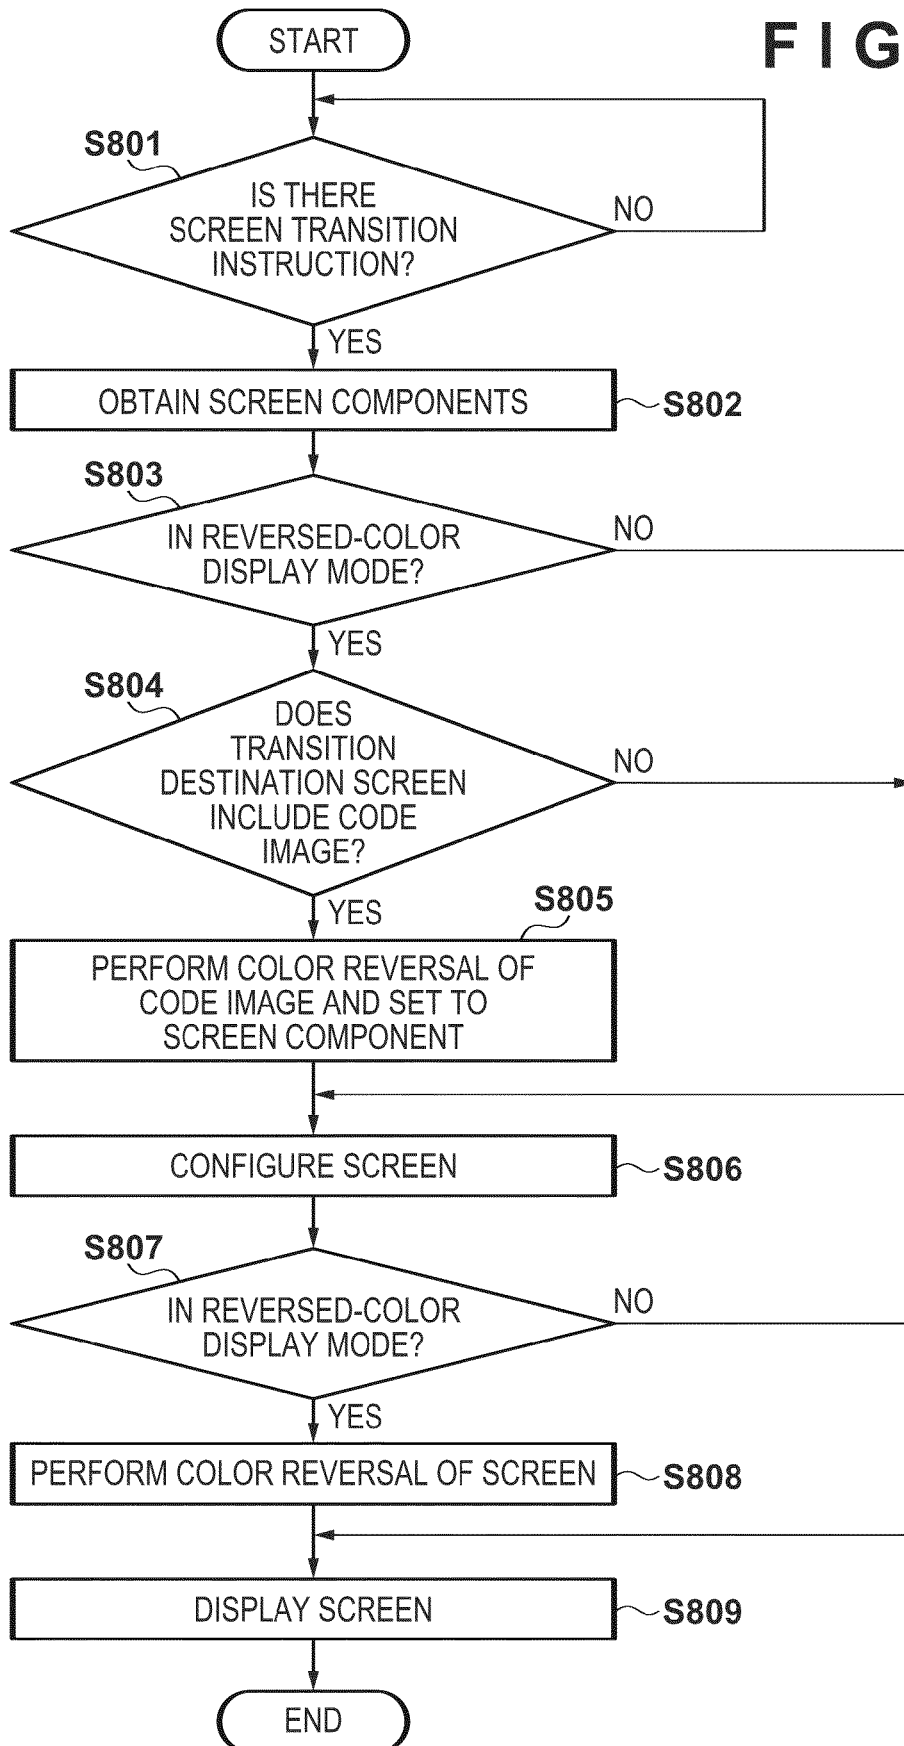 START
F I G
S801
IS THERE
SCREEN TRANSITION
INSTRUCTION?
NO
YES
OBTAIN SCREEN COMPONENTS
S802
S803
IN REVERSED-COLOR
DISPLAY MODE?
NO
YES
S804
DOES
TRANSITION
DESTINATION SCREEN
INCLUDE CODE
IMAGE?
NO
YES
S805
PERFORM COLOR REVERSAL OF
CODE IMAGE AND SET TO
SCREEN COMPONENT
CONFIGURE SCREEN
S806
S807
IN REVERSED-COLOR
DISPLAY MODE?
NO
YES
PERFORM COLOR REVERSAL OF SCREEN
S808
DISPLAY SCREEN
S809
END